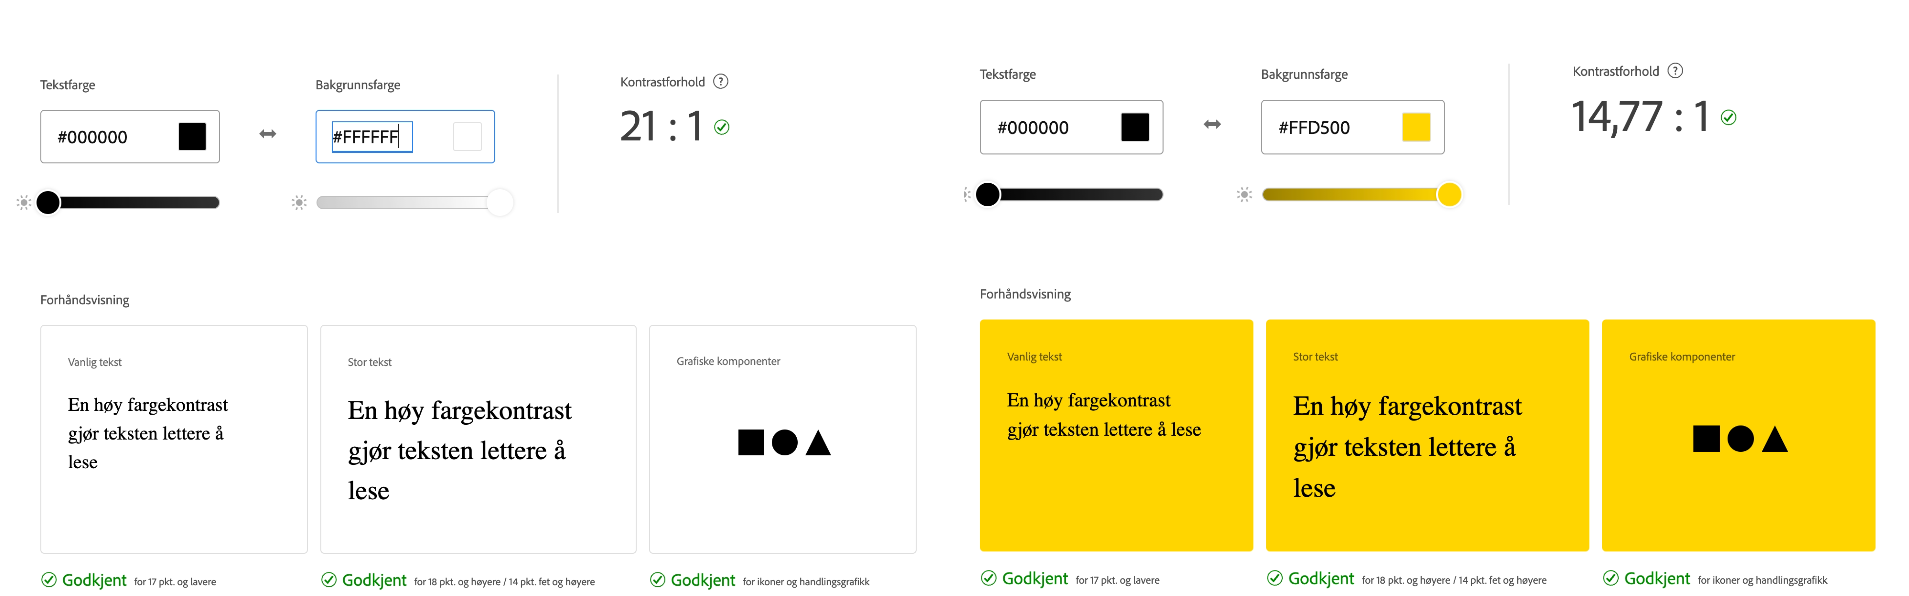 Tekstfarge
Bakgrunnsfarge
Kontrastforhold ?
#000000
#FFFFFF
21 : 1
Forhåndsvisning
Vanlig tekst
En høy fargekontrast
gjør teksten lettere å
lese
Stor tekst
En høy fargekontrast
gjør teksten lettere å
lese
Grafiske komponenter
Godkjent for 17 pkt. og lavere
Godkjent for 18 pkt. og høyere / 14 pkt. fet og høyere
Godkjent for ikoner og handlingsgrafikk
Tekstfarge
Bakgrunnsfarge
Kontrastforhold ?
#000000
#FFD500
14,77 : 1
Forhåndsvisning
Vanlig tekst
En høy fargekontrast
gjør teksten lettere å lese
Stor tekst
En høy fargekontrast
gjør teksten lettere å
lese
Grafiske komponenter
Godkjent for 17 pkt. og lavere
Godkjent for 18 pkt. og høyere / 14 pkt. fet og høyere
Godkjent for ikoner og handlingsgrafikk